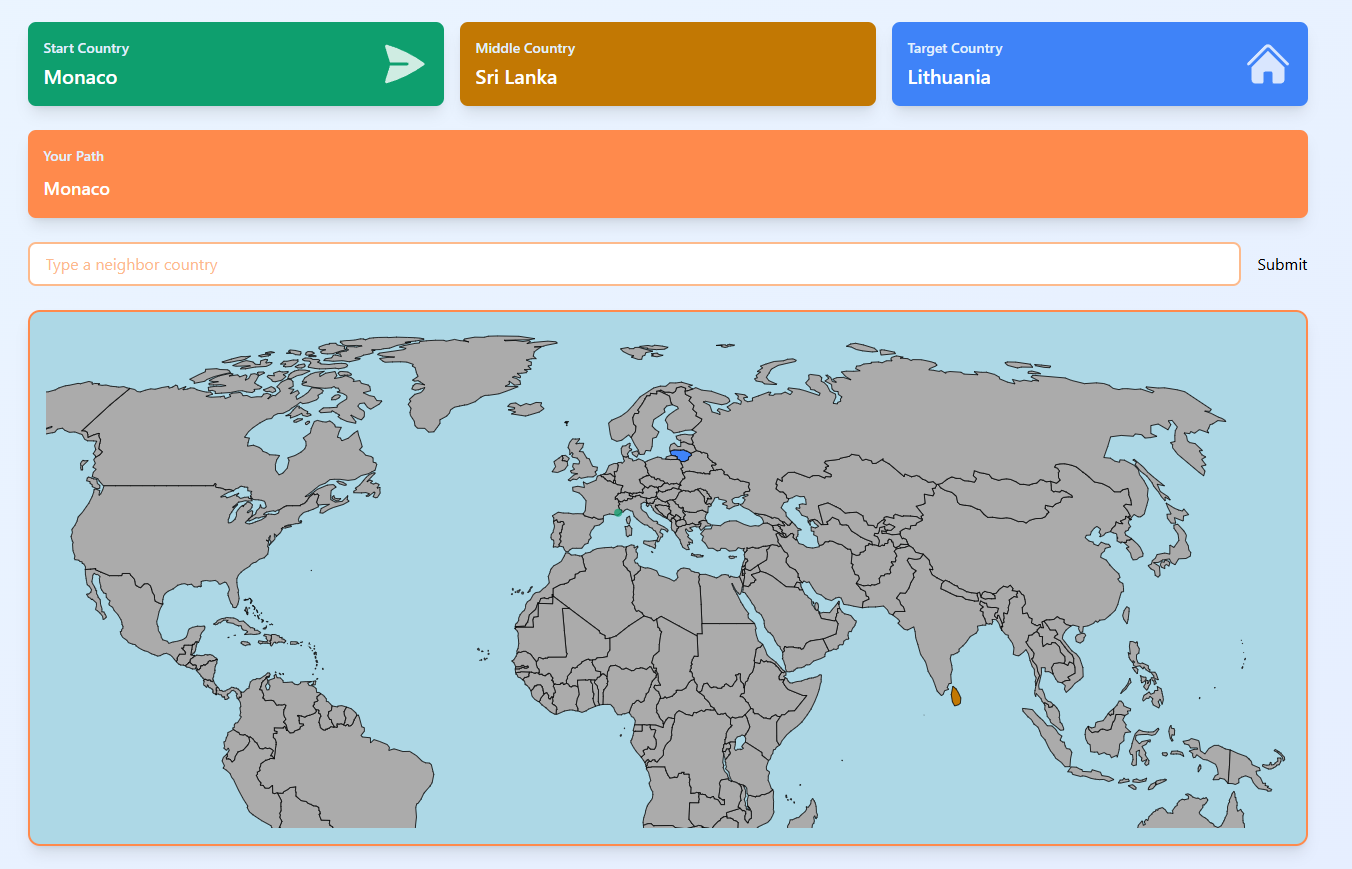 Start Country
Monaco
Middle Country
Sri Lanka
Target Country
Lithuania
Your Path
Monaco
Type a neighbor country
Submit